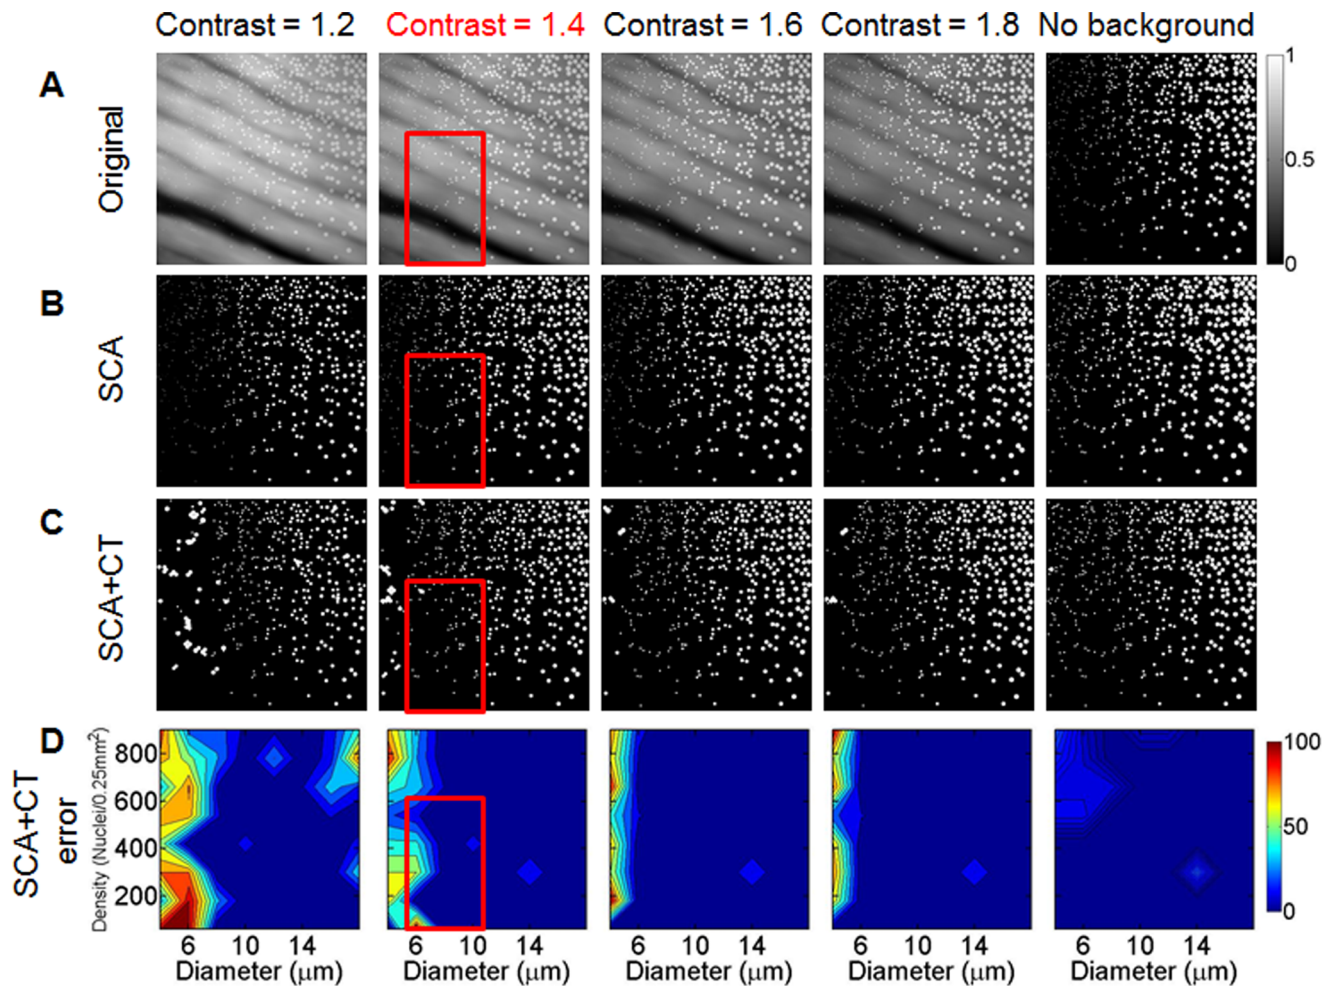 Contrast = 1.2 Contrast = 1.4 Contrast = 1.6 Contrast = 1.8 No background
A
Original
1
0.5
0
B
SCA
C
SCA+CT
D
SCA+CT
error
Density (Nuclei/0.25mm²)
800
600
400
200
100
50
0
6 10 14 6 10 14 6 10 14 6 10 14 6 10 14
Diameter (μm) Diameter (μm) Diameter (μm) Diameter (μm) Diameter (μm)